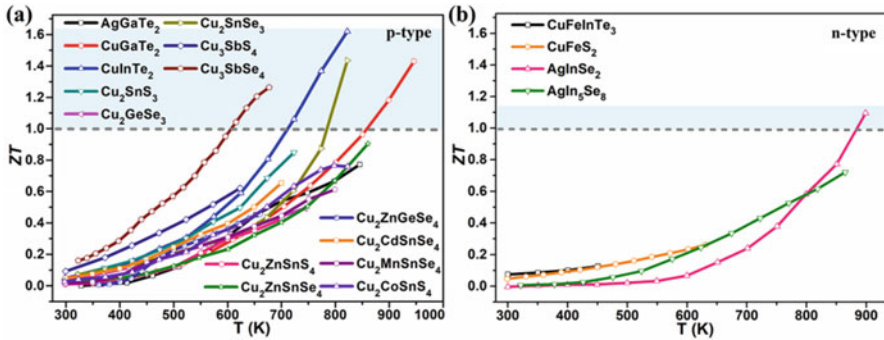 (a)
p-type
AgGaTe₂
CuGaTe₂
CuInTe₂
Cu₂SnS₃
Cu₂GeSe₃
Cu₂SnSe₃
Cu₃SbS₄
Cu₃SbSe₄
Cu₂ZnGeSe₄
Cu₂CdSnSe₄
Cu₂ZnSnS₄
Cu₂MnSnSe₄
Cu₂ZnSnSe₄
Cu₂CoSnS₄
ZT
1.6
1.4
1.2
1.0
0.8
0.6
0.4
0.2
0.0
300 400 500 600 700 800 900 1000
T (K)
(b)
n-type
CuFeInTe₃
CuFeS₂
AgInSe₂
AgIn₅Se₈
ZT
1.6
1.4
1.2
1.0
0.8
0.6
0.4
0.2
0.0
300 400 500 600 700 800 900
T (K)